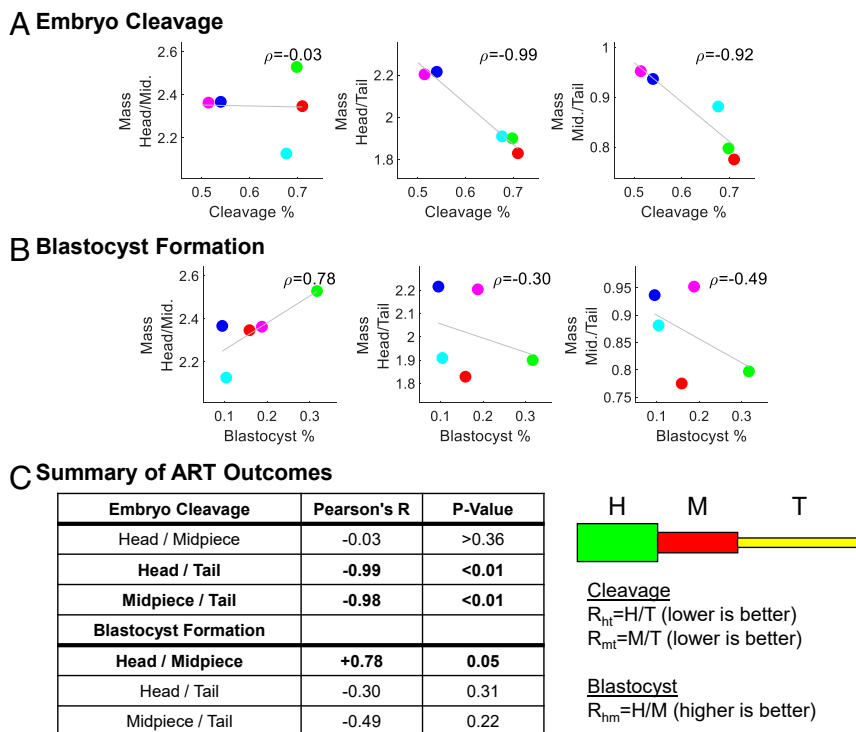 A Embryo Cleavage
ρ=-0.03
2.6
2.4
2.2
Mass
Head/Mid.
0.5 0.6 0.7
Cleavage %
ρ=-0.99
2.2
2
1.8
Mass
Head/Tail
0.5 0.6 0.7
Cleavage %
ρ=-0.92
1
0.9
0.8
Mass
Mid./Tail
0.5 0.6 0.7
Cleavage %
B Blastocyst Formation
ρ=0.78
2.6
2.4
2.2
Mass
Head/Mid.
0.1 0.2 0.3
Blastocyst %
ρ=-0.30
2.2
2.1
2
1.9
1.8
Mass
Head/Tail
0.1 0.2 0.3
Blastocyst %
ρ=-0.49
0.95
0.9
0.85
0.8
0.75
Mass
Mid./Tail
0.1 0.2 0.3
Blastocyst %
C Summary of ART Outcomes
Embryo Cleavage Pearson's R P-Value
Head / Midpiece -0.03 >0.36
Head / Tail -0.99 <0.01
Midpiece / Tail -0.98 <0.01
Blastocyst Formation
Head / Midpiece +0.78 0.05
Head / Tail -0.30 0.31
Midpiece / Tail -0.49 0.22
H M T
Cleavage
Rht=H/T (lower is better)
Rmt=M/T (lower is better)
Blastocyst
Rhm=H/M (higher is better)